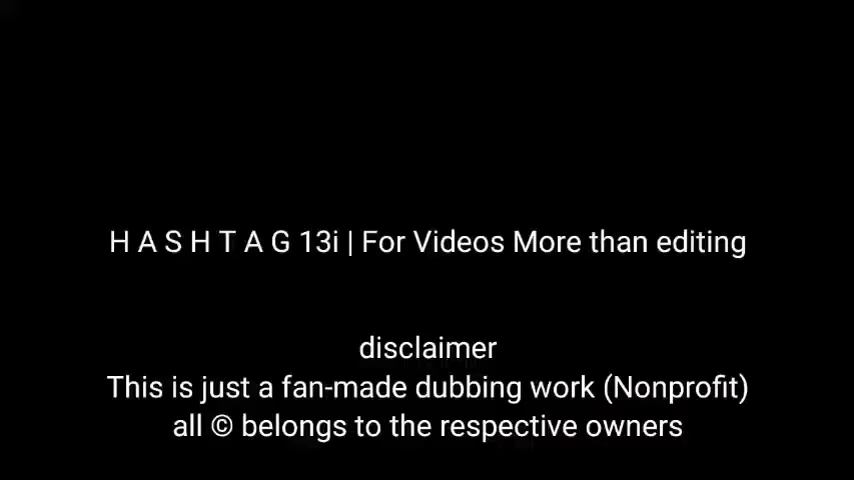 H A S H T A G 13i | For Videos More than editing
disclaimer
This is just a fan-made dubbing work (Nonprofit)
all © belongs to the respective owners